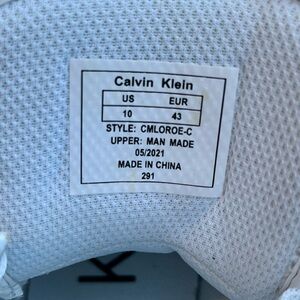 Calvin Klein
US EUR
10 43
STYLE: CMLOROE-C
UPPER: MAN MADE
05/2021
MADE IN CHINA
291
K